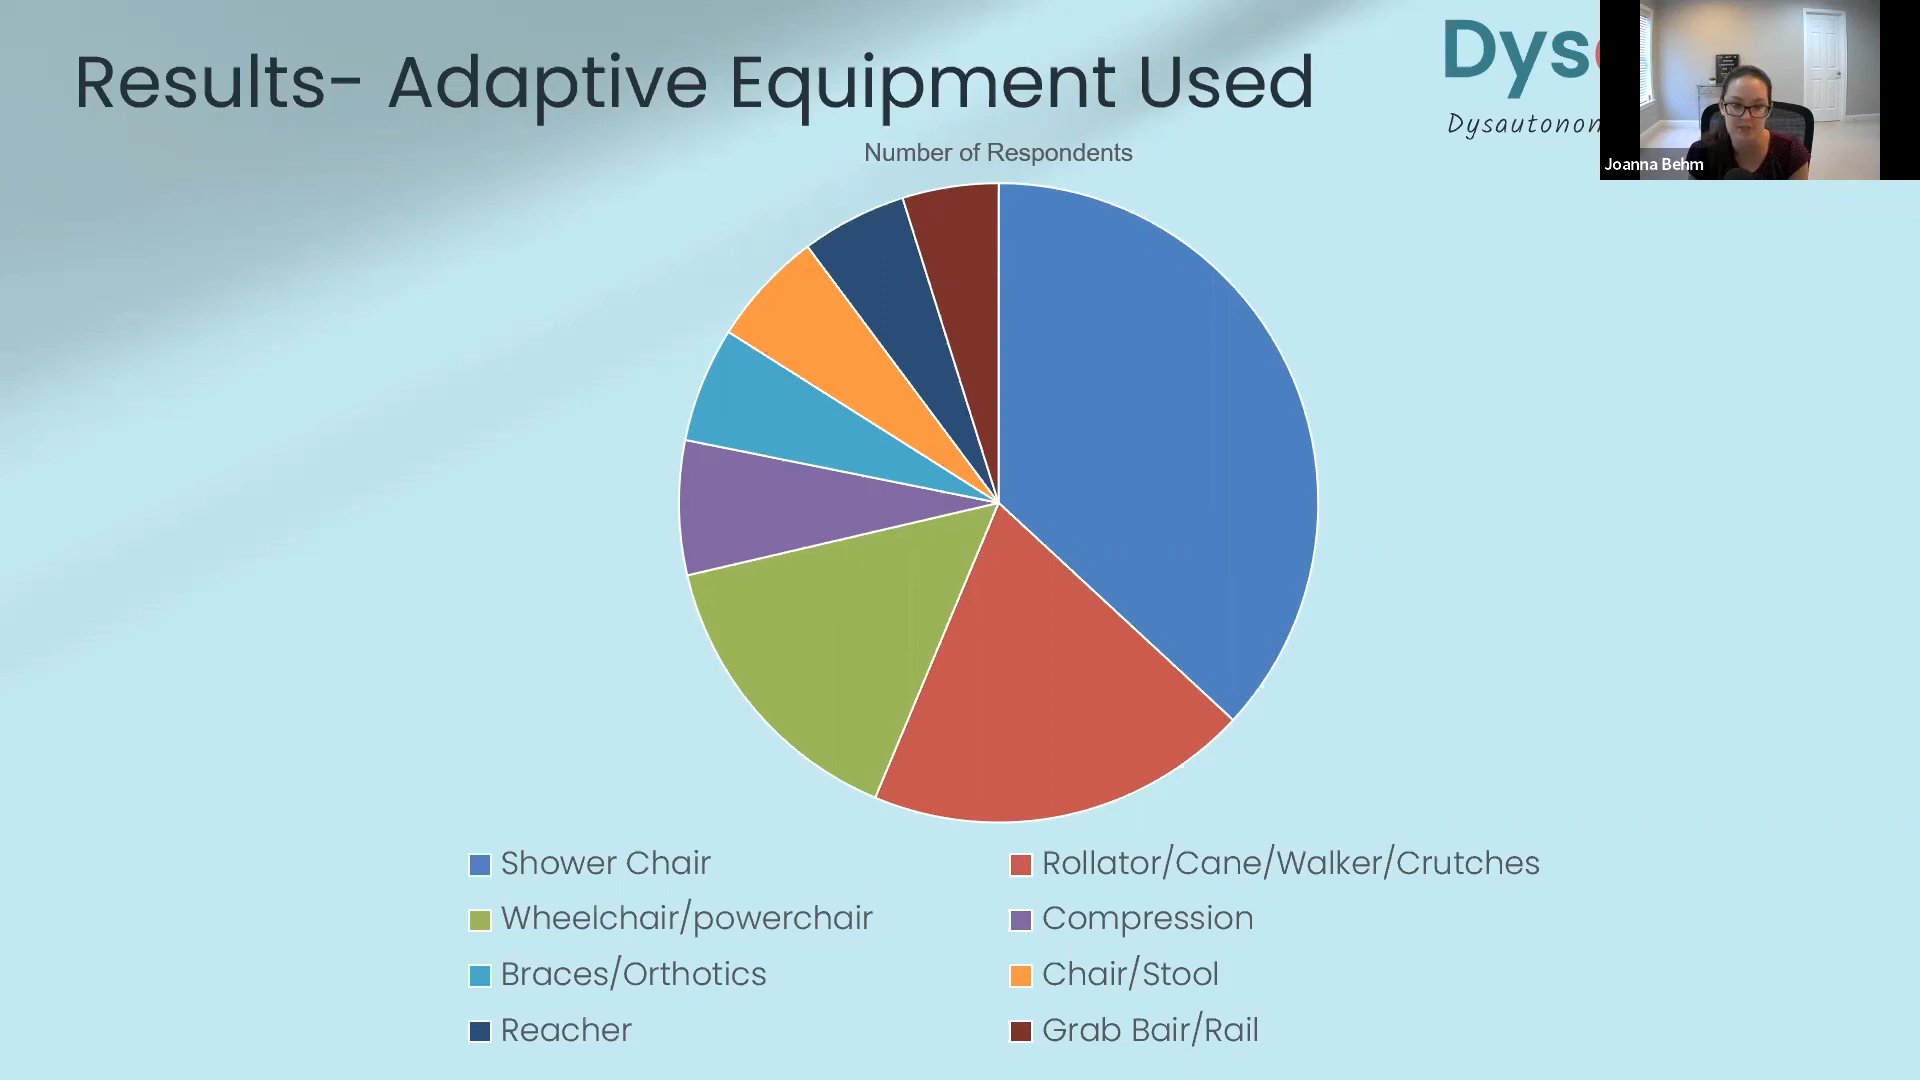 Results- Adaptive Equipment Used
Dys
Dysautonom
Joanna Behm
Number of Respondents
Shower Chair
Rollator/Cane/Walker/Crutches
Wheelchair/powerchair
Compression
Braces/Orthotics
Chair/Stool
Reacher
Grab Bair/Rail